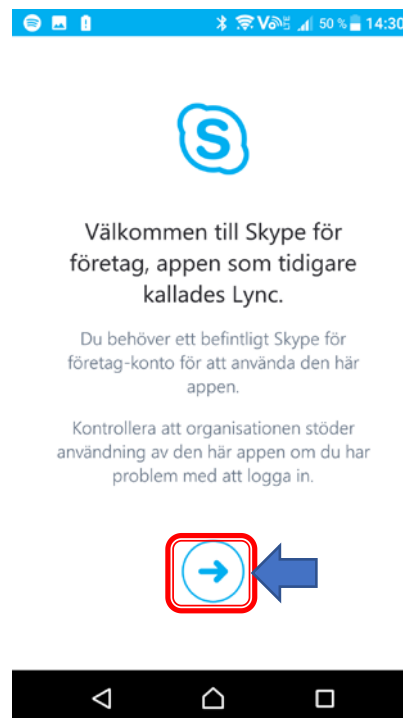 50 % 14:30
S
Välkommen till Skype för
företag, appen som tidigare
kallades Lync.
Du behöver ett befintligt Skype för
företag-konto för att använda den här
appen.
Kontrollera att organisationen stöder
användning av den här appen om du har
problem med att logga in.